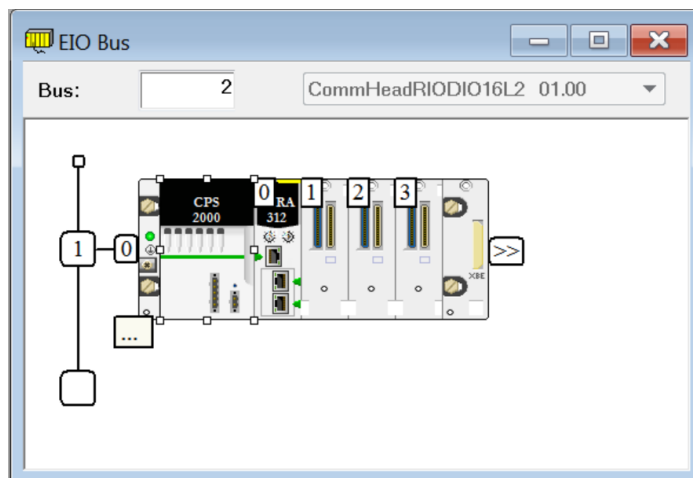 EIO Bus
Bus: 2 CommHeadRIODIO16L2 01.00
0 1 2 3
CPS
2000
RA
312
1 0 >>
XBE
...